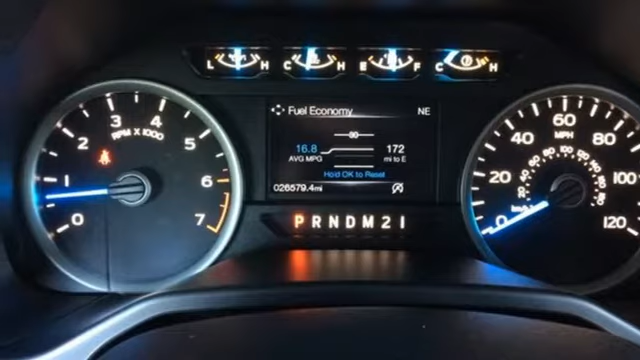 L H C H E F C H
Fuel Economy NE
16.8 172
AVG MPG mi to E
Hold OK to Reset
026579.4mi
P R N D M 2 1
0 1 2 3 4 5 6 7
RPM X 1000
0 20 40 60 80 100 120
MPH
km/h